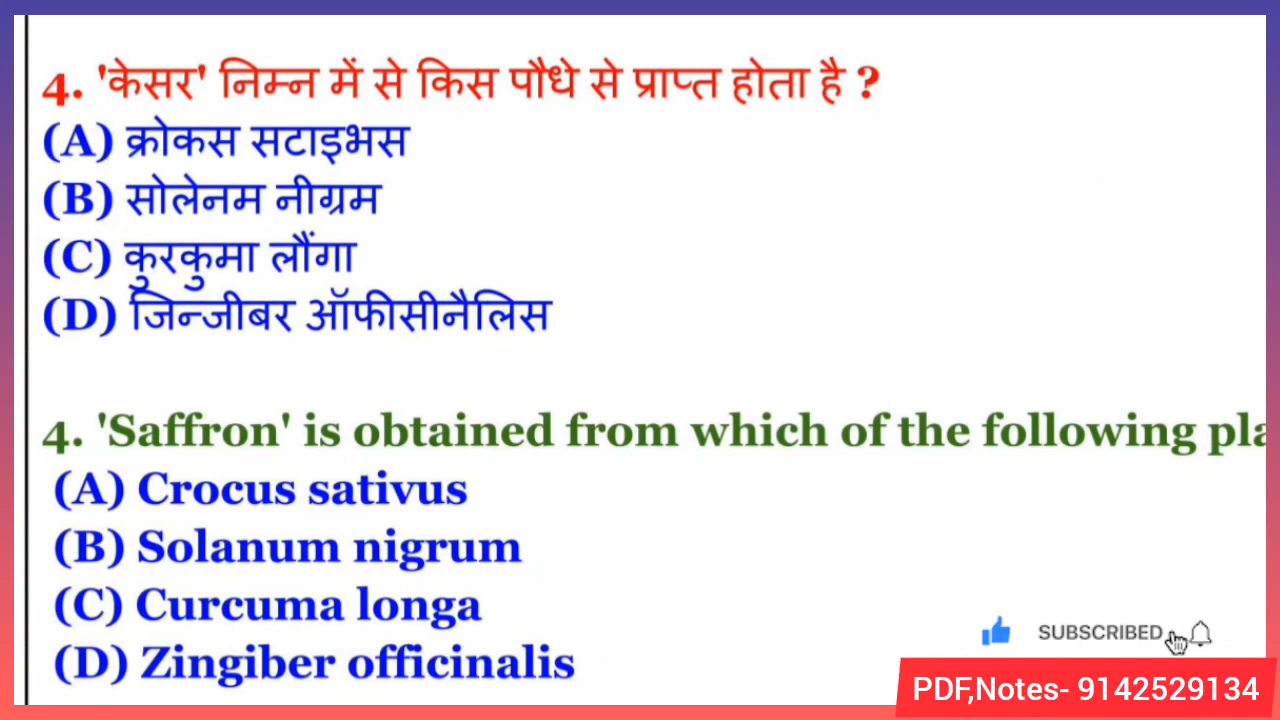 4. 'केसर' निम्न में से किस पौधे से प्राप्त होता है ?
(A) क्रोकस सटाइभस
(B) सोलेनम नीग्रम
(C) कुरकुमा लौंगा
(D) जिन्जीबर ऑफीसीनैलिस
4. 'Saffron' is obtained from which of the following
(A) Crocus sativus
(B) Solanum nigrum
(C) Curcuma longa
(D) Zingiber officinalis
SUBSCRIBED
PDF,Notes- 9142529134